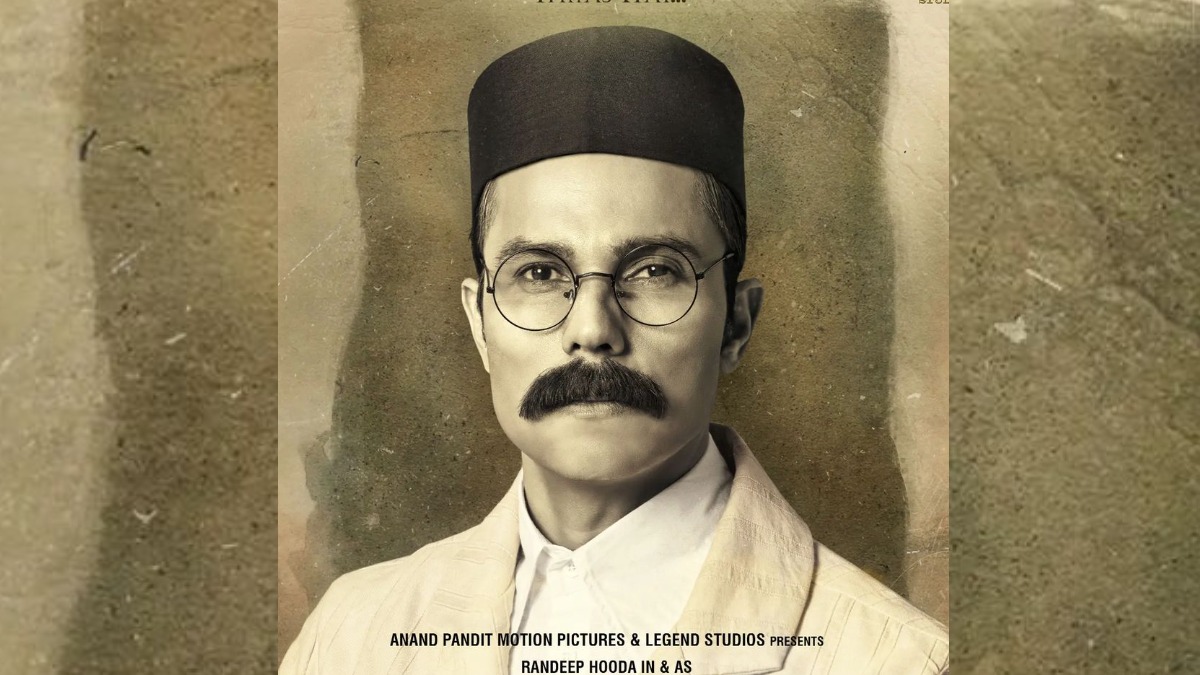 ANAND PANDIT MOTION PICTURES & LEGEND STUDIOS PRESENTS
RANDEEP HOODA IN & AS